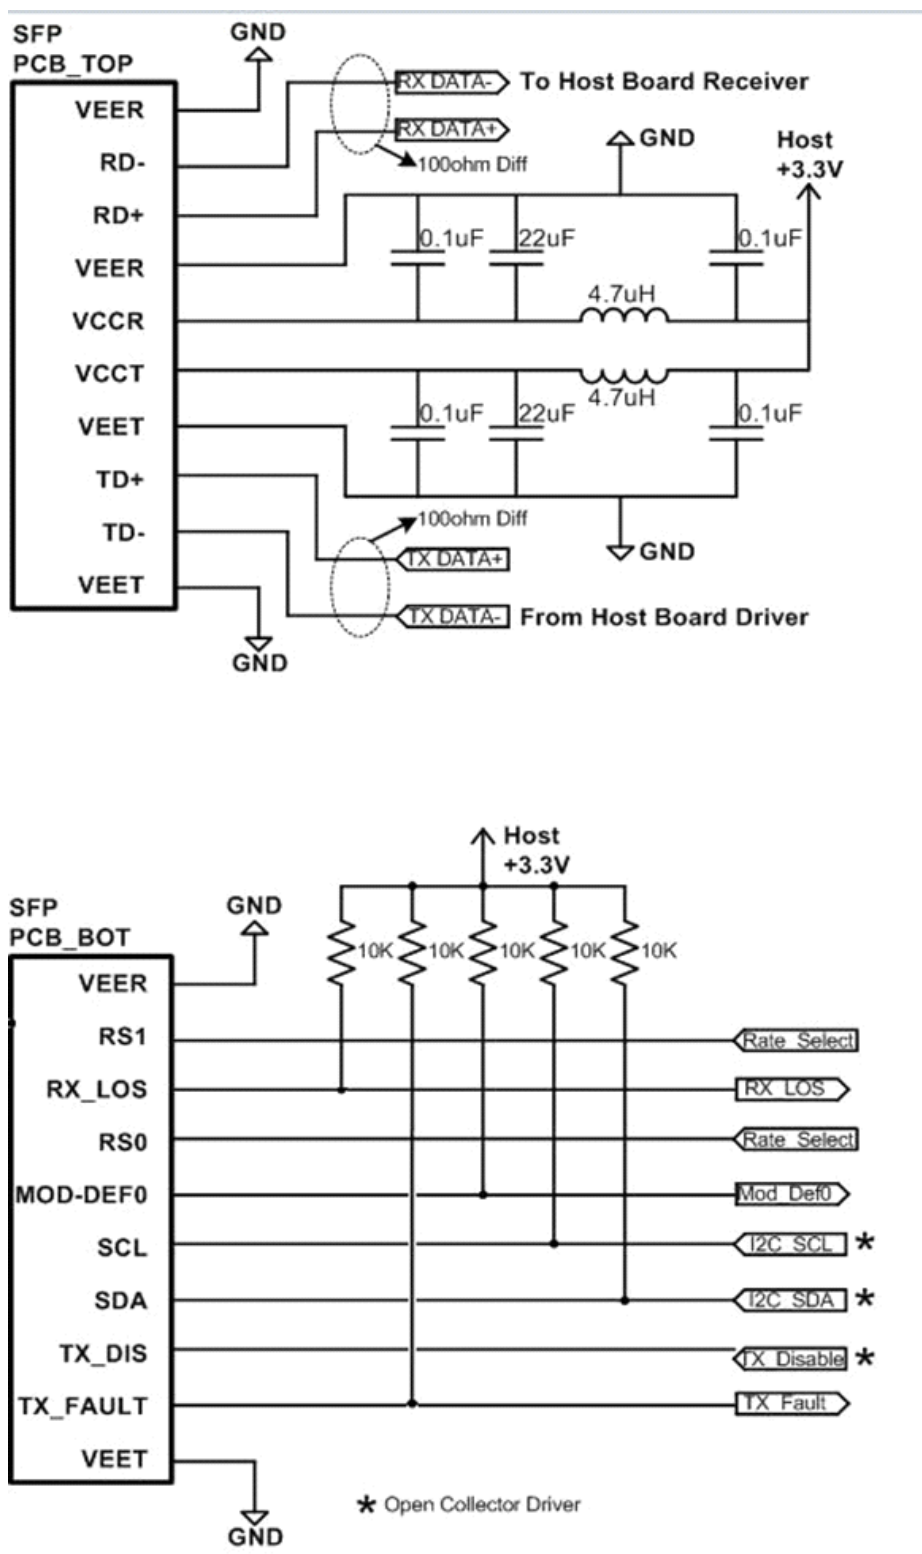 SFP
PCB_TOP
GND
VEER
RX DATA- To Host Board Receiver
RD-
RX DATA+
100ohm Diff
GND
Host
+3.3V
RD+
0.1uF
22uF
0.1uF
VEER
4.7uH
VCCR
VCCT
4.7uH
0.1uF
22uF
0.1uF
VEET
TD+
100ohm Diff
TD-
GND
TX DATA+
VEET
TX DATA- From Host Board Driver
GND
Host
+3.3V
SFP
PCB_BOT
GND
10K 10K 10K 10K 10K
VEER
RS1
Rate_Select
RX_LOS
RX_LOS
RS0
Rate_Select
MOD-DEF0
Mod_Def0
SCL
I2C_SCL *
SDA
I2C_SDA *
TX_DIS
TX_Disable *
TX_FAULT
TX_Fault
VEET
* Open Collector Driver
GND